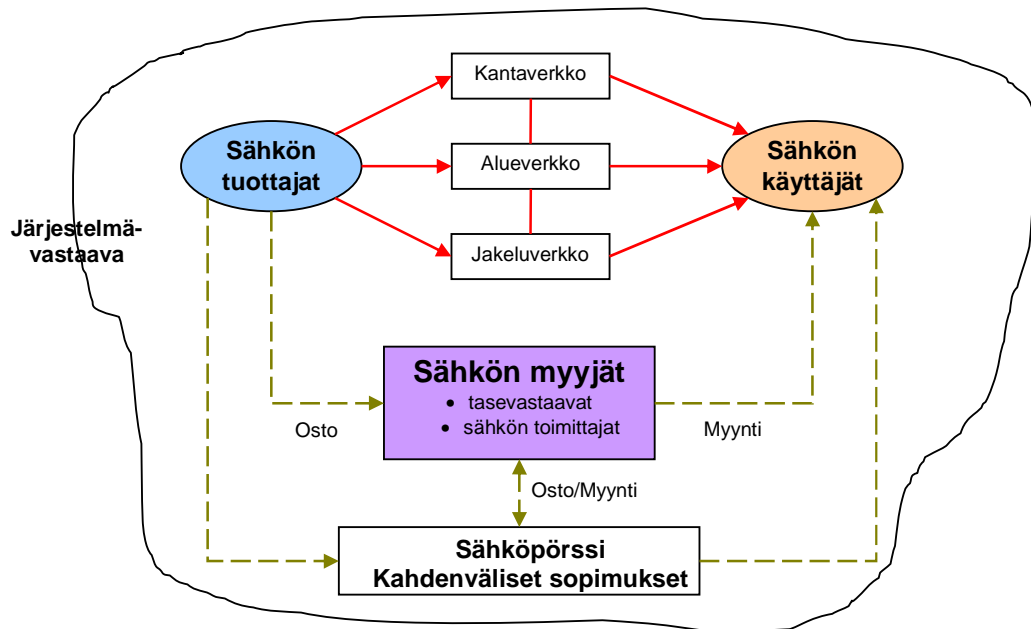 Kantaverkko
Sähkön
tuottajat
Alueverkko
Sähkön
käyttäjät
Järjestelmä-
vastaava
Jakeluverkko
Sähkön myyjät
• tasevastaavat
• sähkön toimittajat
Osto
Myynti
Osto/Myynti
Sähköpörssi
Kahdenväliset sopimukset